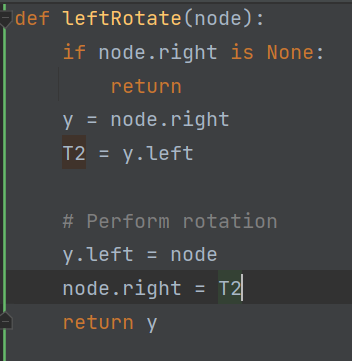 def leftRotate(node):
    if node.right is None:
        return
    y = node.right
    T2 = y.left

    # Perform rotation
    y.left = node
    node.right = T2
    return y